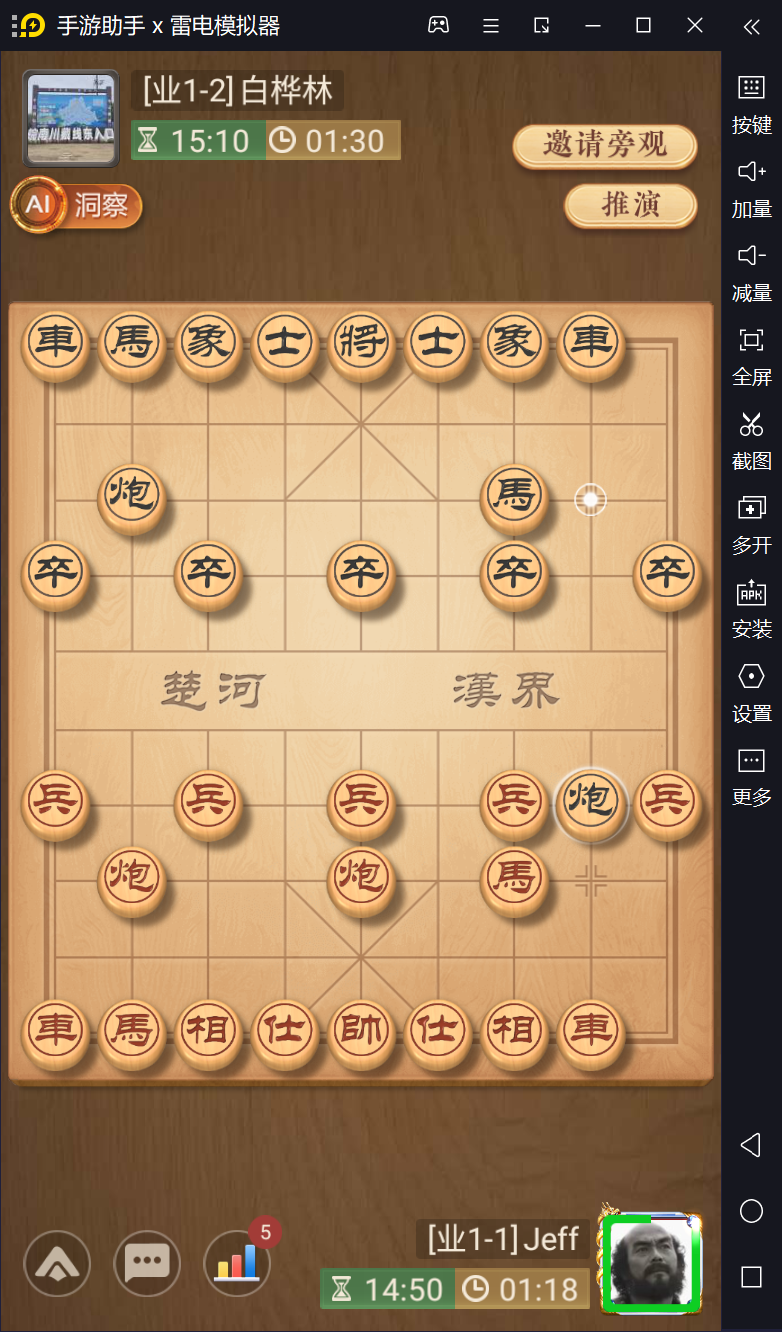 手游助手 x 雷电模拟器
[业1-2] 白桦林
15:10 01:30
邀请旁观
AI 洞察
推演
按键
加量
减量
全屏
截图
多开
安装
设置
更多
APK
車 馬 象 士 將 士 象 車
炮 馬
卒 卒 卒 卒 卒
楚河 漢界
兵 兵 兵 兵 炮 兵
炮 炮 馬
車 馬 相 仕 帥 仕 相 車
5
[业1-1] Jeff
14:50 01:18